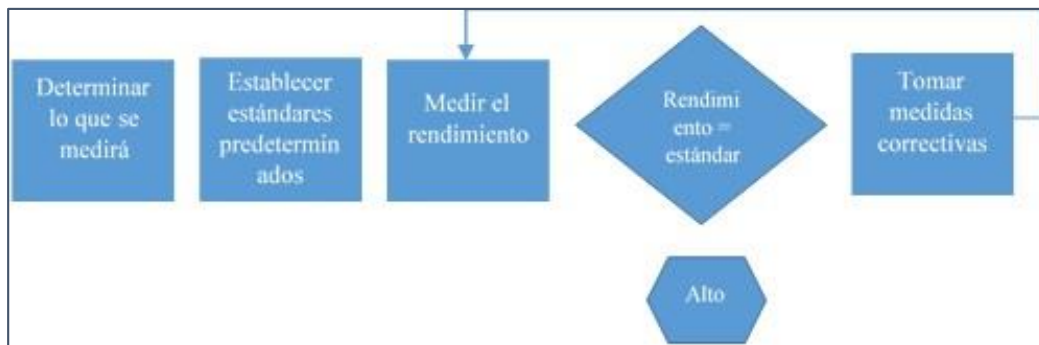 Determinar
lo que se
medirá
Establecer
estándares
predetermin
ados
Medir el
rendimiento
Rendimi
ento =
estándar
Tomar
medidas
correctivas
Alto